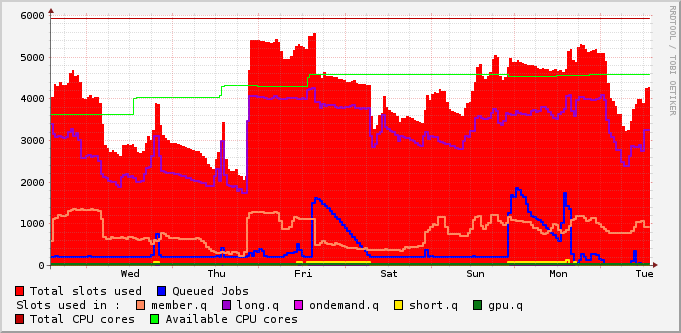 6000
5000
4000
3000
2000
1000
0
Wed Thu Fri Sat Sun Mon Tue
Total slots used Queued Jobs
Slots used in : member.q long.q ondemand.q short.q gpu.q
Total CPU cores Available CPU cores
RRDTOOL / TOBI OETIKER